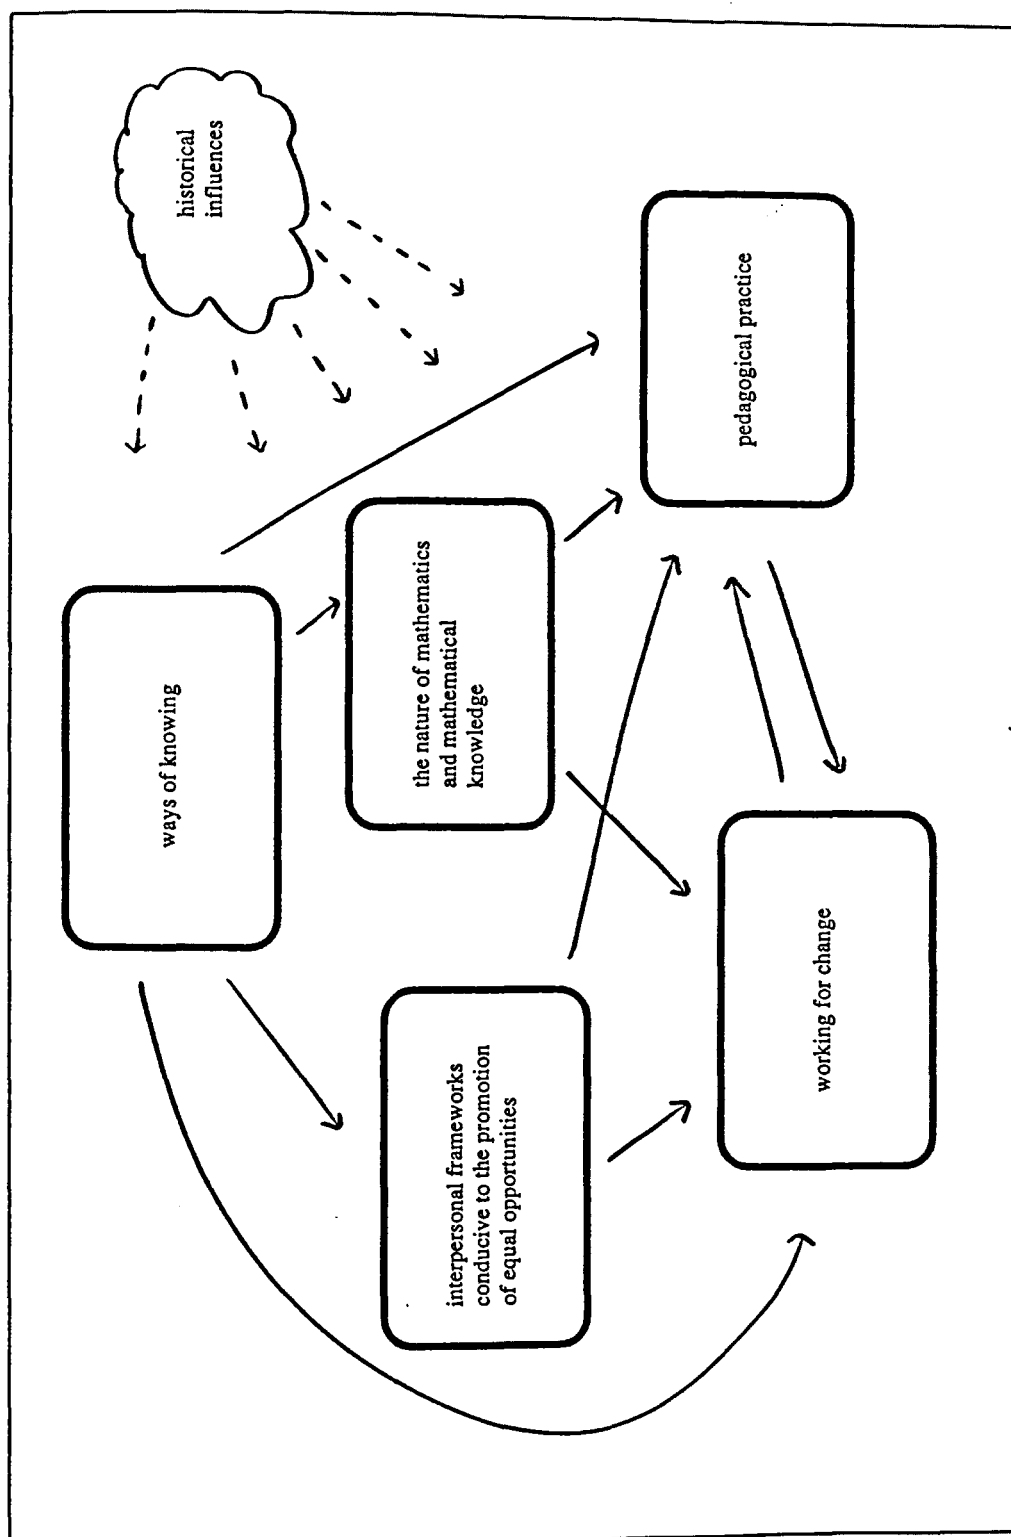 ways of knowing
historical
influences
the nature of mathematics
and mathematical
knowledge
interpersonal frameworks
conducive to the promotion
of equal opportunities
pedagogical practice
working for change